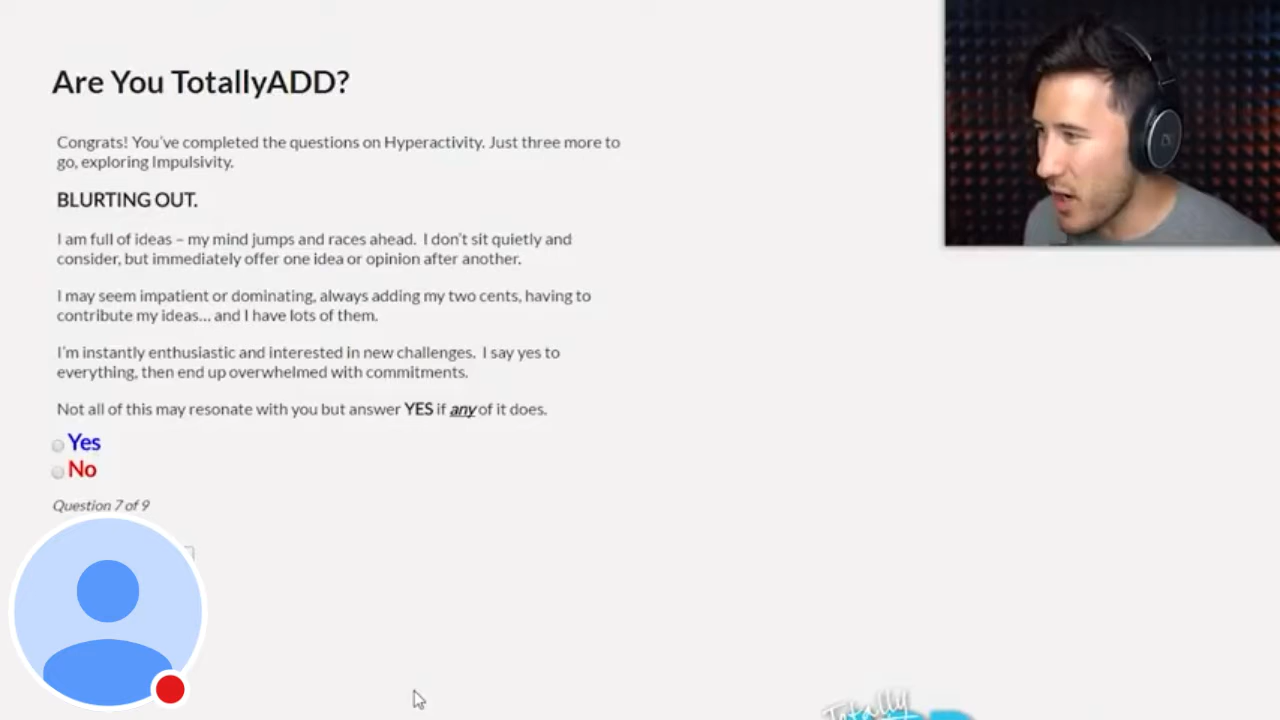 Are You TotallyADD?
Congrats! You've completed the questions on Hyperactivity. Just three more to
go, exploring Impulsivity.
BLURTING OUT.
I am full of ideas – my mind jumps and races ahead.  I don't sit quietly and
consider, but immediately offer one idea or opinion after another.
I may seem impatient or dominating, always adding my two cents, having to
contribute my ideas... and I have lots of them.
I'm instantly enthusiastic and interested in new challenges.  I say yes to
everything, then end up overwhelmed with commitments.
Not all of this may resonate with you but answer YES if any of it does.
Yes
No
Question 7 of 9
Totally